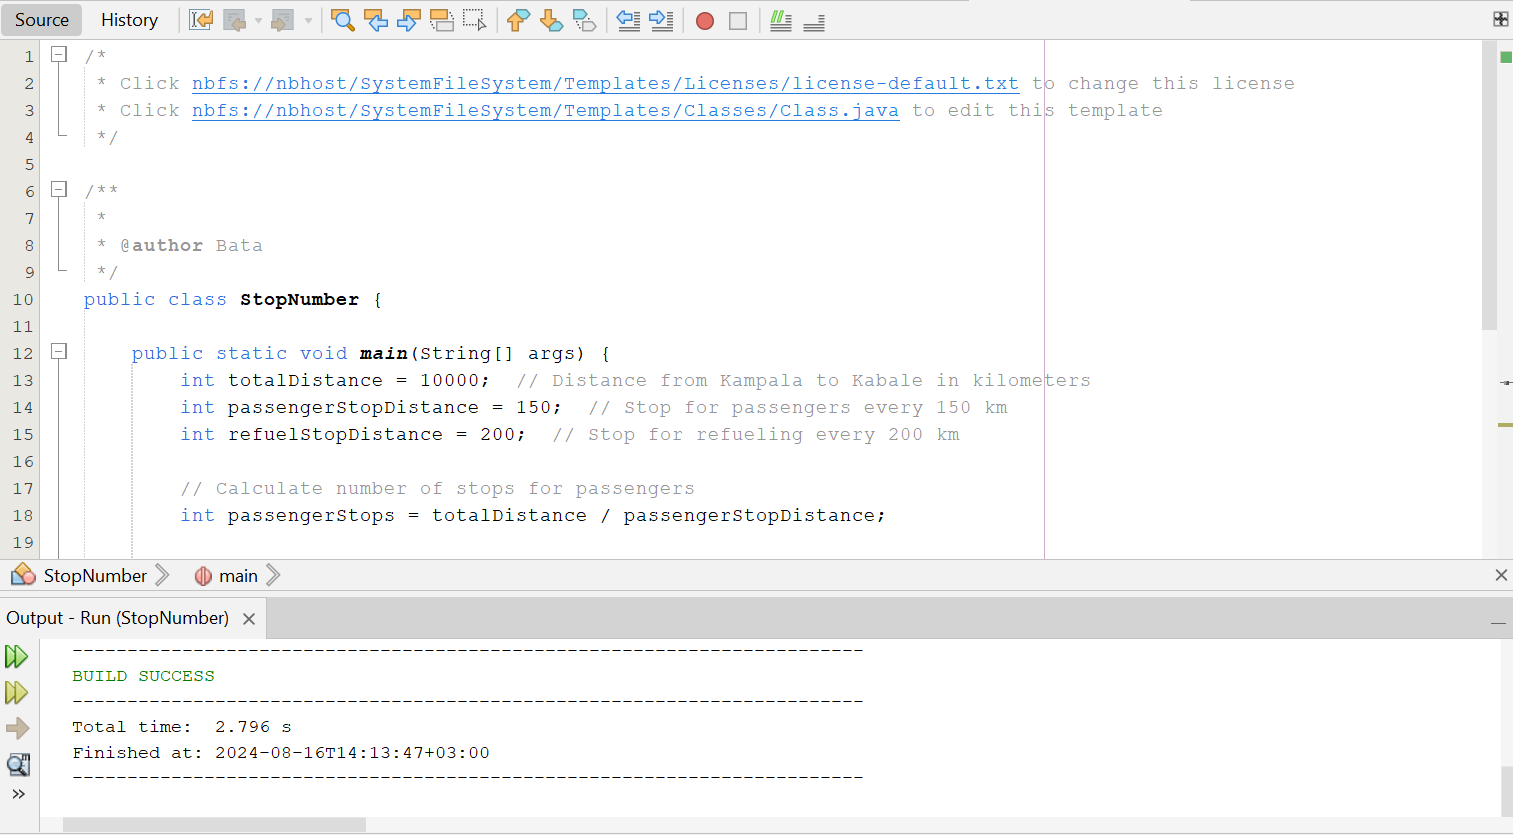 Source History
1 /*
2 * Click nbfs://nbhost/SystemFileSystem/Templates/Licenses/license-default.txt to change this license
3 * Click nbfs://nbhost/SystemFileSystem/Templates/Classes/Class.java to edit this template
4 */
5
6 /**
7 *
8 * @author Bata
9 */
10 public class StopNumber {
11
12 public static void main(String[] args) {
13 int totalDistance = 10000; // Distance from Kampala to Kabale in kilometers
14 int passengerStopDistance = 150; // Stop for passengers every 150 km
15 int refuelStopDistance = 200; // Stop for refueling every 200 km
16
17 // Calculate number of stops for passengers
18 int passengerStops = totalDistance / passengerStopDistance;
19
StopNumber main
Output - Run (StopNumber)
------------------------------------------------------------------------
BUILD SUCCESS
------------------------------------------------------------------------
Total time: 2.796 s
Finished at: 2024-08-16T14:13:47+03:00
------------------------------------------------------------------------